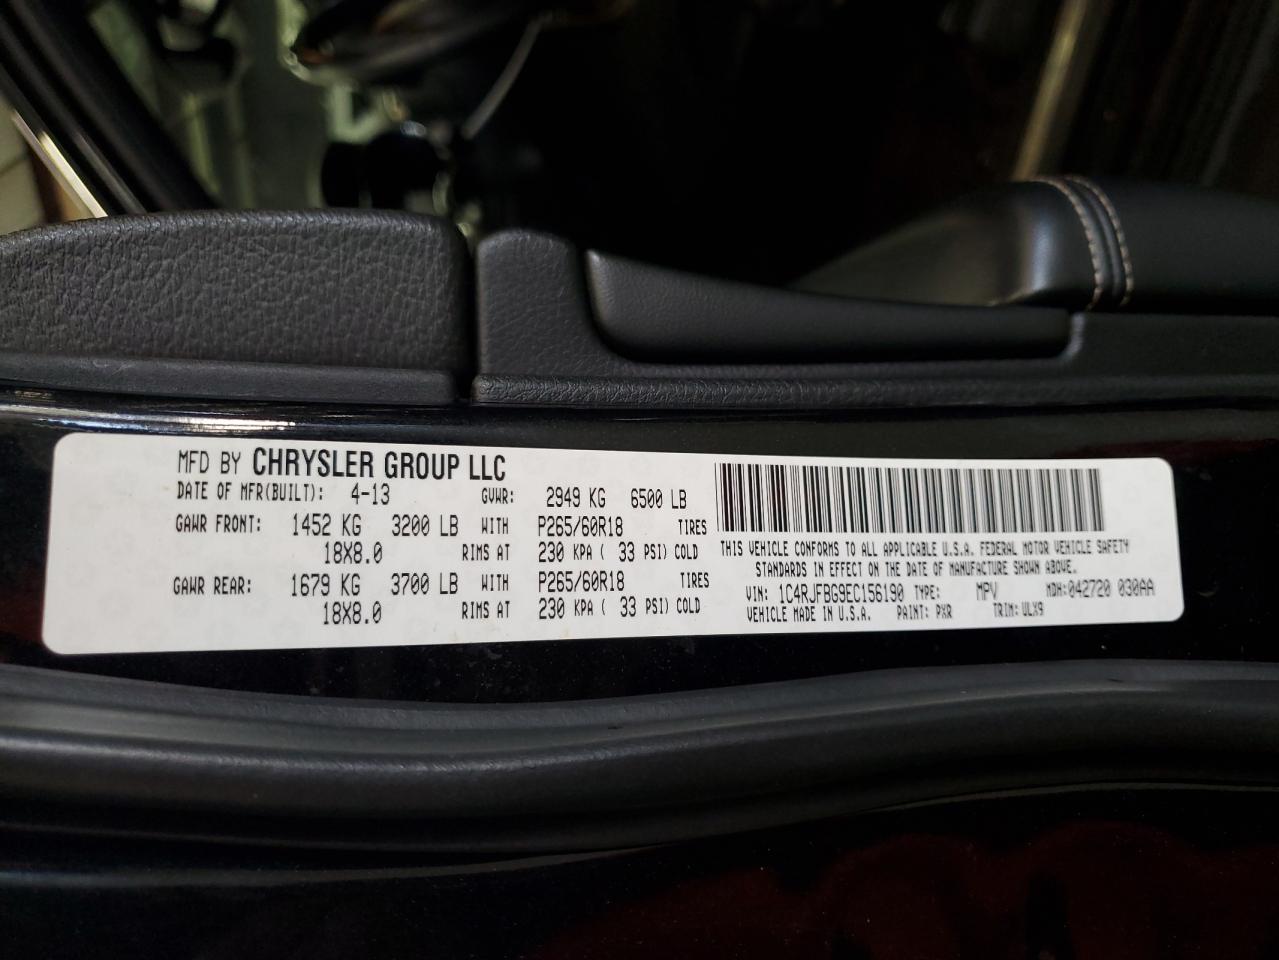 MFD BY CHRYSLER GROUP LLC
DATE OF MFR(BUILT): 4-13 GVWR: 2949 KG 6500 LB
GAWR FRONT: 1452 KG 3200 LB WITH P265/60R18 TIRES
18X8.0 RIMS AT 230 KPA ( 33 PSI) COLD
GAWR REAR: 1679 KG 3700 LB WITH P265/60R18 TIRES
18X8.0 RIMS AT 230 KPA ( 33 PSI) COLD
THIS VEHICLE CONFORMS TO ALL APPLICABLE U.S.A. FEDERAL MOTOR VEHICLE SAFETY
STANDARDS IN EFFECT ON THE DATE OF MANUFACTURE SHOWN ABOVE.
VIN: 1C4RJFBG9EC156190 TYPE: MPV MDH:042720 030AA
VEHICLE MADE IN U.S.A. PAINT: PXR TRIM: ULX9